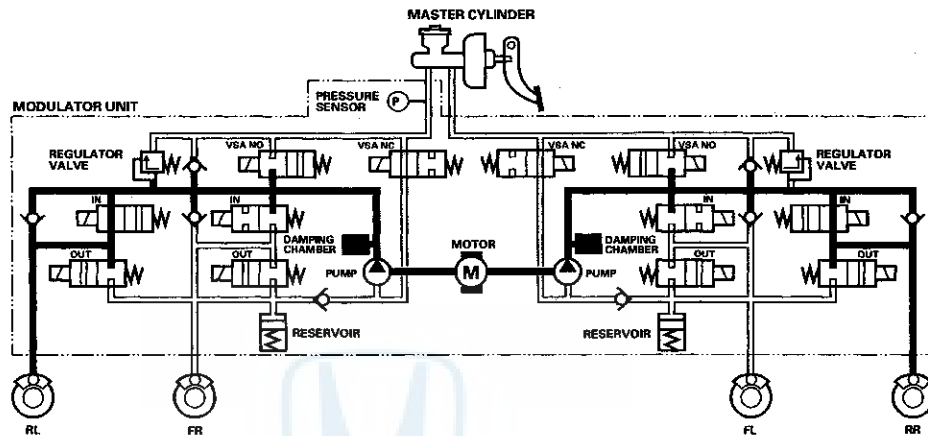 MASTER CYLINDER
PRESSURE
SENSOR
P
MODULATOR UNIT
REGULATOR
VALVE
VSA NO
VSA NC
VSA NC
VSA NO
REGULATOR
VALVE
IN
IN
IN
IN
DAMPING
CHAMBER
MOTOR
DAMPING
CHAMBER
OUT
OUT
PUMP
M
PUMP
OUT
OUT
RESERVOIR
RESERVOIR
RL
FR
FL
RR